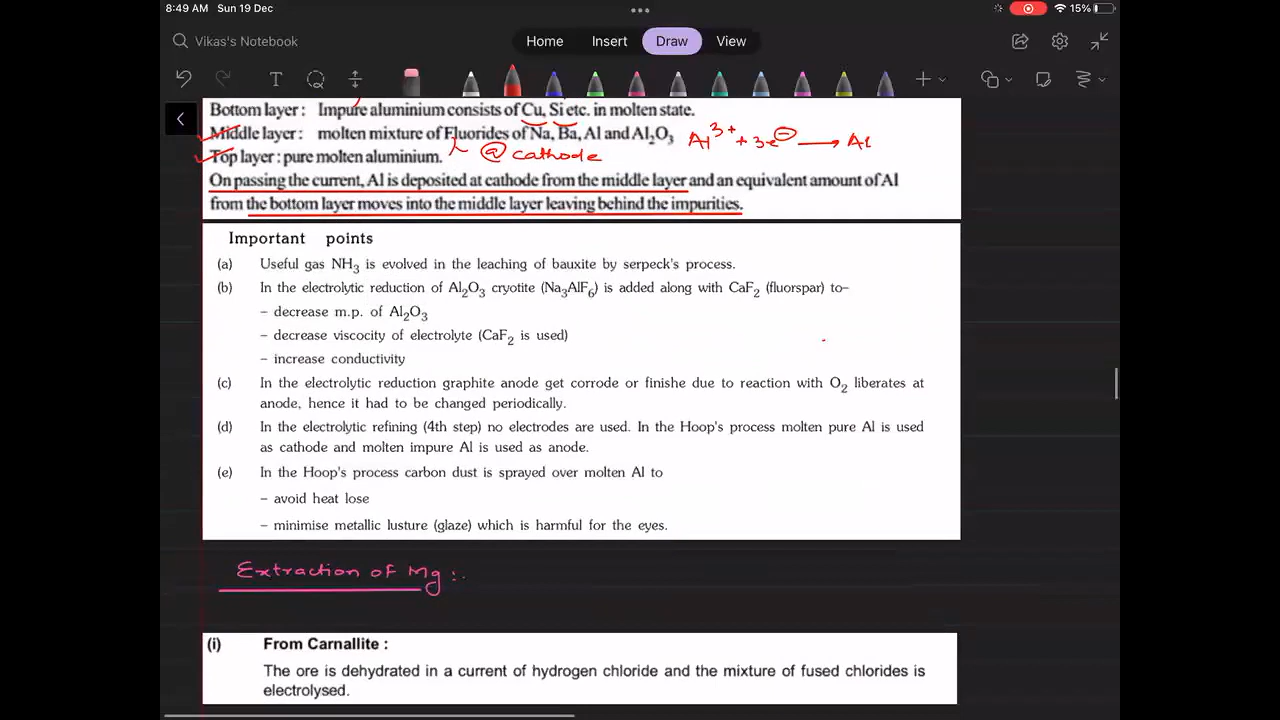 8:49 AM Sun 19 Dec
15%
Vikas's Notebook
Home Insert Draw View
Bottom layer : Impure aluminium consists of Cu, Si etc. in molten state.
Middle layer : molten mixture of Fluorides of Na, Ba, Al and Al₂O₃ Al³⁺ + 3e⊖ → Al
Top layer : pure molten aluminium. @ cathode
On passing the current, Al is deposited at cathode from the middle layer and an equivalent amount of Al
from the bottom layer moves into the middle layer leaving behind the impurities.
Important points
(a) Useful gas NH₃ is evolved in the leaching of bauxite by serpeck's process.
(b) In the electrolytic reduction of Al₂O₃ cryotite (Na₃AlF₆) is added along with CaF₂ (fluorspar) to–
– decrease m.p. of Al₂O₃
– decrease viscosity of electrolyte (CaF₂ is used)
– increase conductivity
(c) In the electrolytic reduction graphite anode get corrode or finishe due to reaction with O₂ liberates at
anode, hence it had to be changed periodically.
(d) In the electrolytic refining (4th step) no electrodes are used. In the Hoop's process molten pure Al is used
as cathode and molten impure Al is used as anode.
(e) In the Hoop's process carbon dust is sprayed over molten Al to
– avoid heat lose
– minimise metallic lusture (glaze) which is harmful for the eyes.
Extraction of Mg :.
(i) From Carnallite :
The ore is dehydrated in a current of hydrogen chloride and the mixture of fused chlorides is
electrolysed.